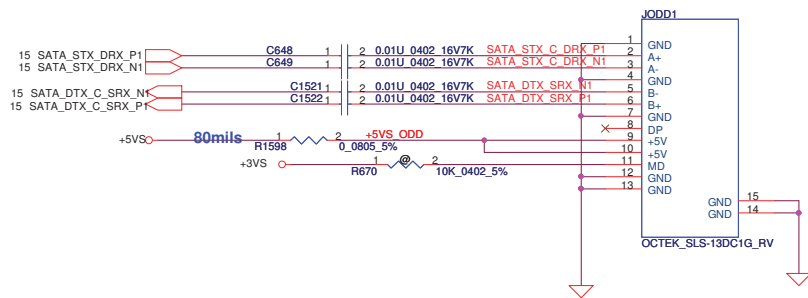 JODD1
1 GND
15 SATA_STX_DRX_P1 C648 1 2 0.01U_0402_16V7K SATA_STX_C_DRX_P1 2 A+
15 SATA_STX_DRX_N1 C649 1 2 0.01U_0402_16V7K SATA_STX_C_DRX_N1 3 A-
4 GND
15 SATA_DTX_C_SRX_N1 C1521 1 2 0.01U_0402_16V7K SATA_DTX_SRX_N1 5 B-
15 SATA_DTX_C_SRX_P1 C1522 1 2 0.01U_0402_16V7K SATA_DTX_SRX_P1 6 B+
7 GND
8 DP
+5VS 80mils 1 2 +5VS_ODD 9 +5V
R1598 0_0805_5% 10 +5V
+3VS 1 @ 2 11 MD
R670 10K_0402_5% 12 GND
13 GND
GND 15
GND 14
OCTEK_SLS-13DC1G_RV